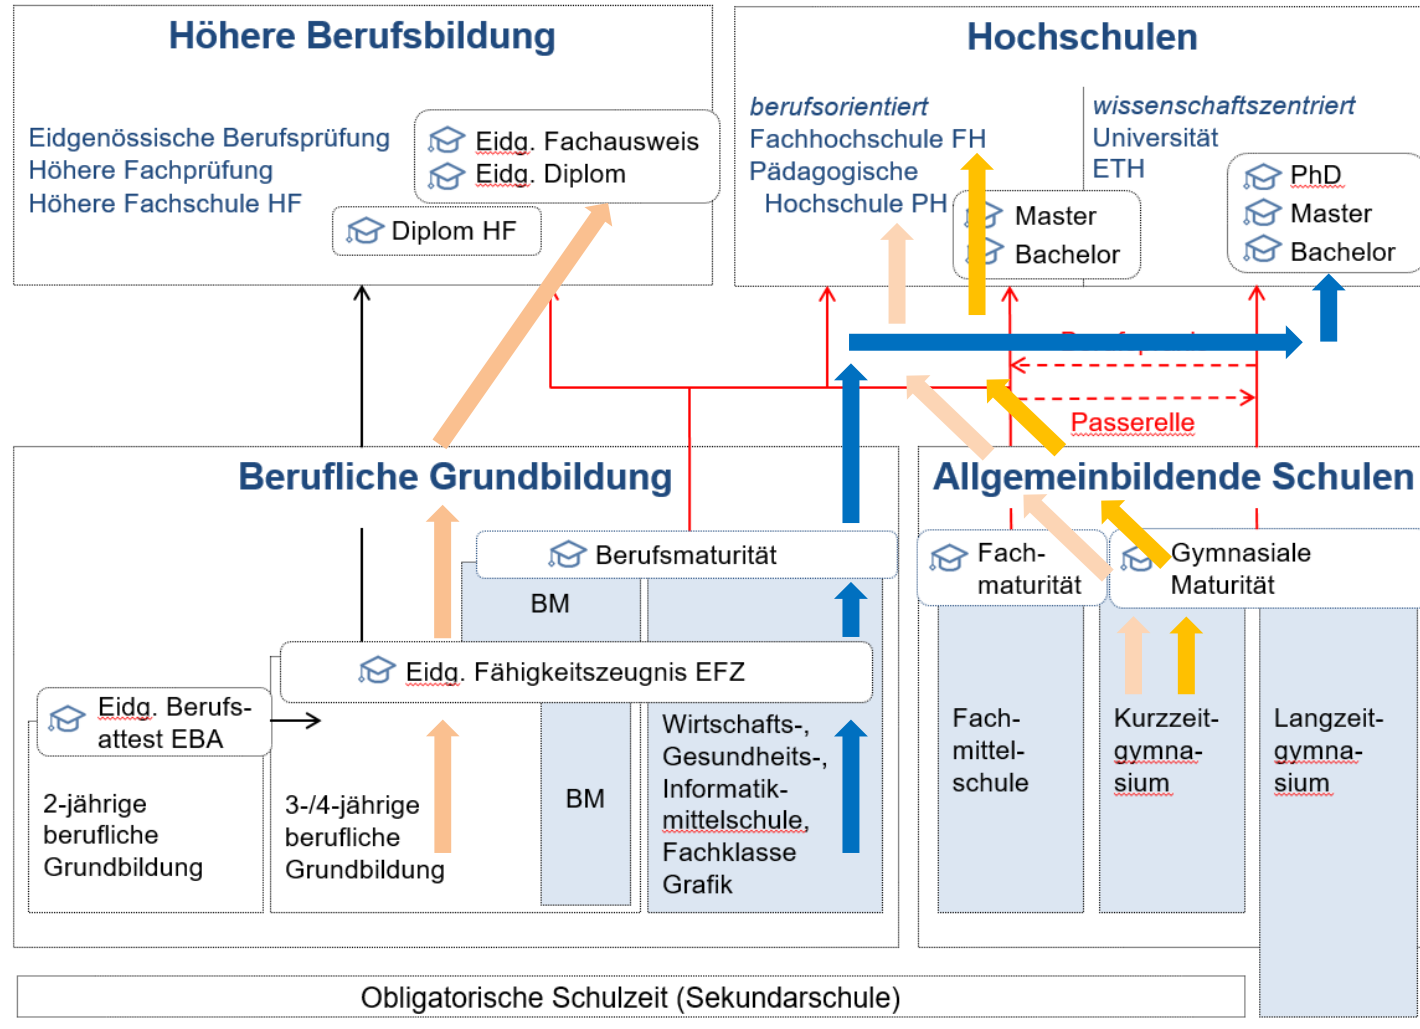 Höhere Berufsbildung
Eidgenössische Berufsprüfung
Höhere Fachprüfung
Höhere Fachschule HF
Eidg. Fachausweis
Eidg. Diplom
Diplom HF
Hochschulen
berufsorientiert
Fachhochschule FH
Pädagogische
Hochschule PH
Master
Bachelor
wissenschaftszentriert
Universität
ETH
PhD
Master
Bachelor
Passerelle
Berufliche Grundbildung
Berufsmaturität
BM
Eidg. Fähigkeitszeugnis EFZ
Eidg. Berufs-
attest EBA
2-jährige
berufliche
Grundbildung
3-/4-jährige
berufliche
Grundbildung
BM
Wirtschafts-,
Gesundheits-,
Informatik-
mittelschule,
Fachklasse
Grafik
Allgemeinbildende Schulen
Fach-
maturität
Gymnasiale
Maturität
Fach-
mittel-
schule
Kurzzeit-
gymna-
sium
Langzeit-
gymna-
sium
Obligatorische Schulzeit (Sekundarschule)